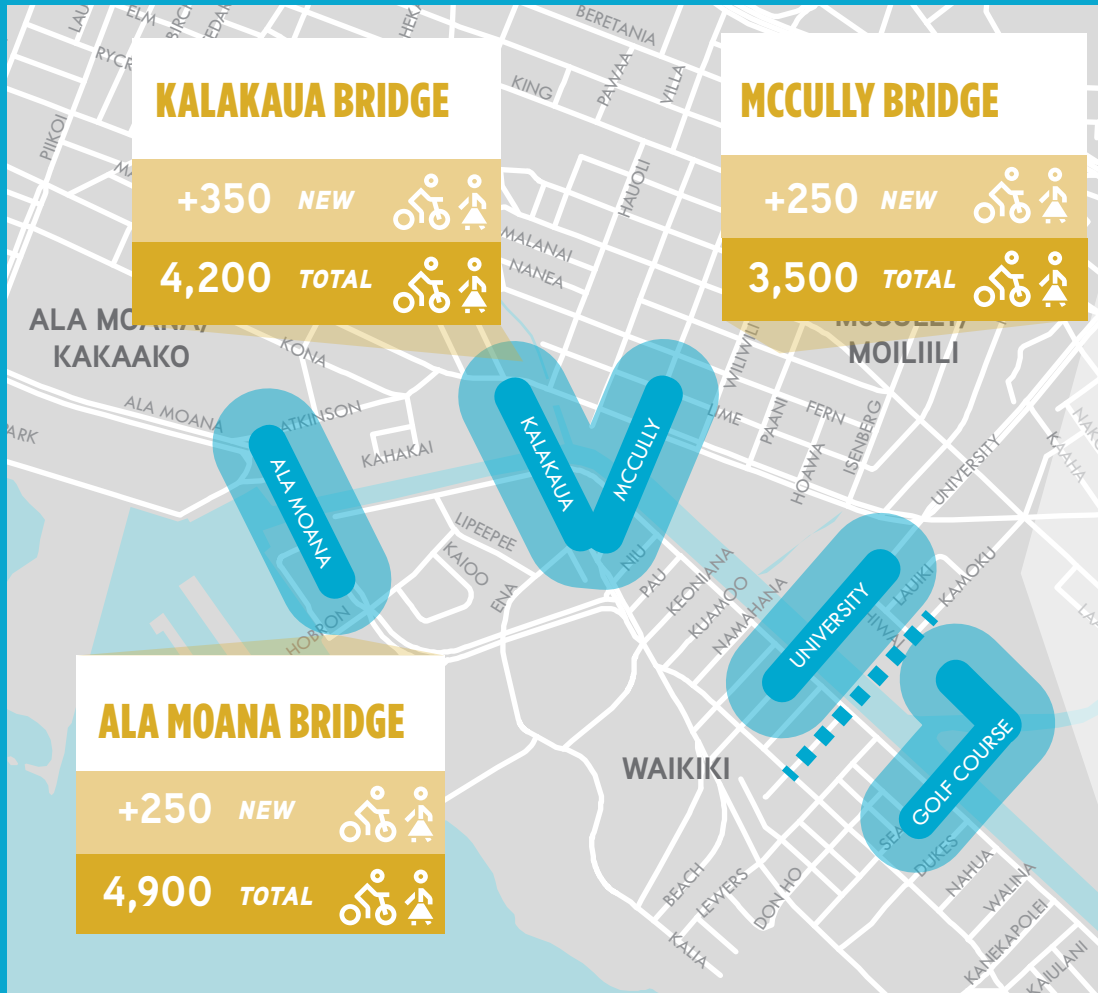 ELM
BERETANIA
KING
PAWAA
VILLA
PIIKOI
KALAKAUA BRIDGE
+350 NEW
4,200 TOTAL
MCCULLY BRIDGE
+250 NEW
3,500 TOTAL
HAUOLI
MALANAI
NANEA
ALA MOANA/
KAKAAKO
MOILIILI
KONA
WILIWILI
ALA MOANA
ATKINSON
KAHAKAI
PARK
LIME
PAANI
FERN
HOAWA
ISENBERG
UNIVERSITY
KAAHA
ALA MOANA
KALAKAUA
MCCULLY
LIPEEPEE
KAIOO
ENA
NIU
PAU
KEONIANA
KUAMOO
NAMAHANA
LAUIKI
KAMOKU
UNIVERSITY
HOBRON
ALA MOANA BRIDGE
+250 NEW
4,900 TOTAL
WAIKIKI
GOLF COURSE
DUKES
NAHUA
WALINA
KANEKAPOLEI
KAIULANI
BEACH
LEWERS
DON HO
KALIA